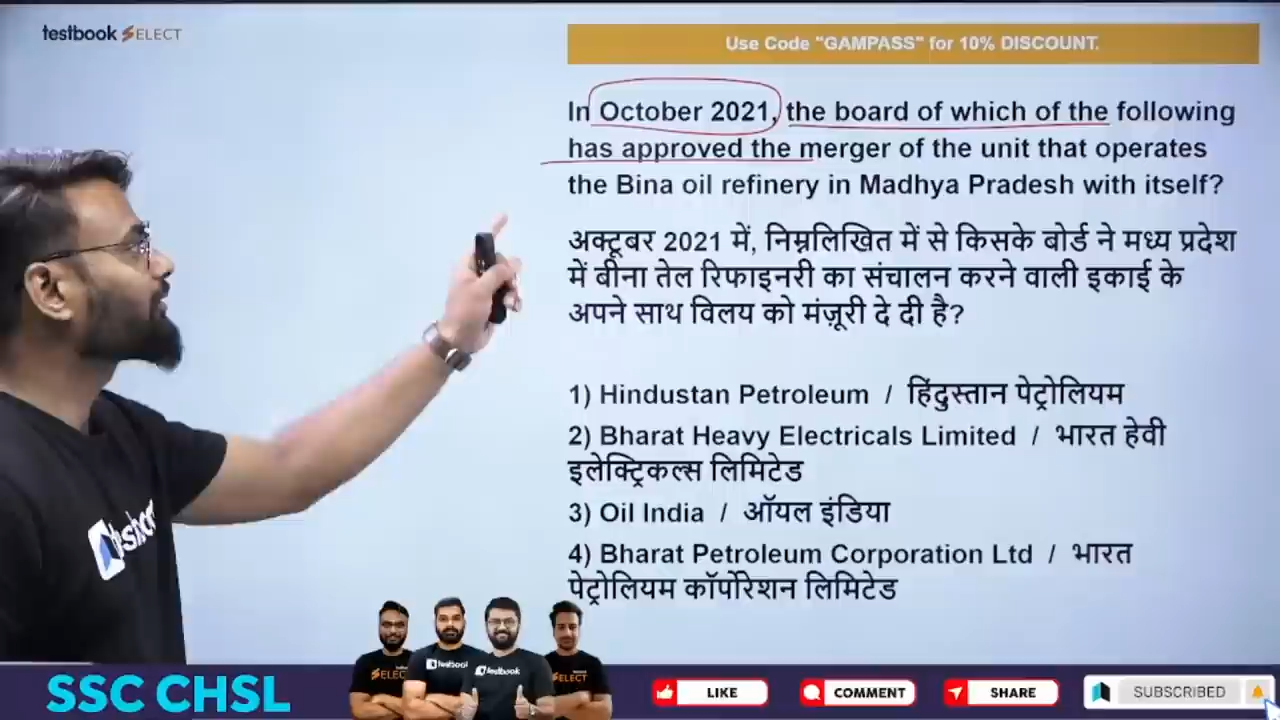 testbook SELECT
Use Code "GAMPASS" for 10% DISCOUNT.
In October 2021, the board of which of the following
has approved the merger of the unit that operates
the Bina oil refinery in Madhya Pradesh with itself?
अक्टूबर 2021 में, निम्नलिखित में से किसके बोर्ड ने मध्य प्रदेश
में बीना तेल रिफाइनरी का संचालन करने वाली इकाई के
अपने साथ विलय को मंज़ूरी दे दी है?
1) Hindustan Petroleum / हिंदुस्तान पेट्रोलियम
2) Bharat Heavy Electricals Limited / भारत हेवी
इलेक्ट्रिकल्स लिमिटेड
3) Oil India / ऑयल इंडिया
4) Bharat Petroleum Corporation Ltd / भारत
पेट्रोलियम कॉर्पोरेशन लिमिटेड
testbook
testbook
SELECT
SELECT
SSC CHSL
LIKE
COMMENT
SHARE
SUBSCRIBED